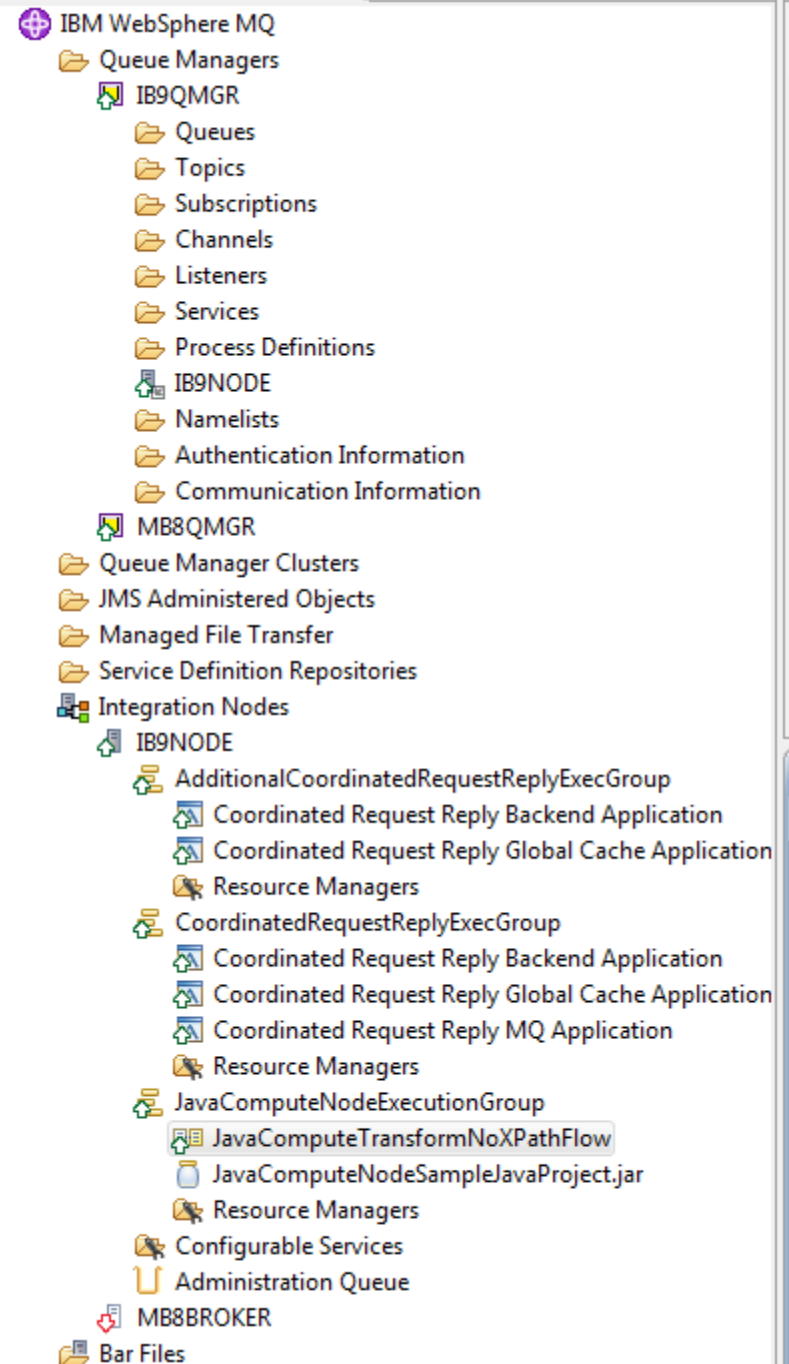 IBM WebSphere MQ
Queue Managers
IB9QMGR
Queues
Topics
Subscriptions
Channels
Listeners
Services
Process Definitions
IB9NODE
Namelists
Authentication Information
Communication Information
MB8QMGR
Queue Manager Clusters
JMS Administered Objects
Managed File Transfer
Service Definition Repositories
Integration Nodes
IB9NODE
AdditionalCoordinatedRequestReplyExecGroup
Coordinated Request Reply Backend Application
Coordinated Request Reply Global Cache Application
Resource Managers
CoordinatedRequestReplyExecGroup
Coordinated Request Reply Backend Application
Coordinated Request Reply Global Cache Application
Coordinated Request Reply MQ Application
Resource Managers
JavaComputeNodeExecutionGroup
JavaComputeTransformNoXPathFlow
JavaComputeNodeSampleJavaProject.jar
Resource Managers
Configurable Services
Administration Queue
MB8BROKER
Bar Files